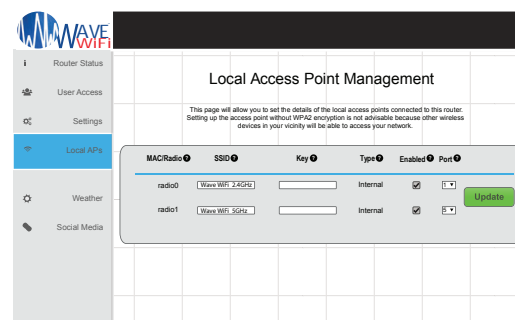 WAVE
WiFi
i Router Status
User Access
Settings
Local APs
Weather
Social Media
Local Access Point Management
This page will allow you to set the details of the local access points connected to this router.
Setting up the access point without WPA2 encryption is not advisable because other wireless
devices in your vicinity will be able to access your network.
MAC/Radio ? SSID ? Key ? Type ? Enabled ? Port ?
radio0 Wave WiFi 2.4GHz Internal 1
radio1 Wave WiFi 5GHz Internal 5
Update